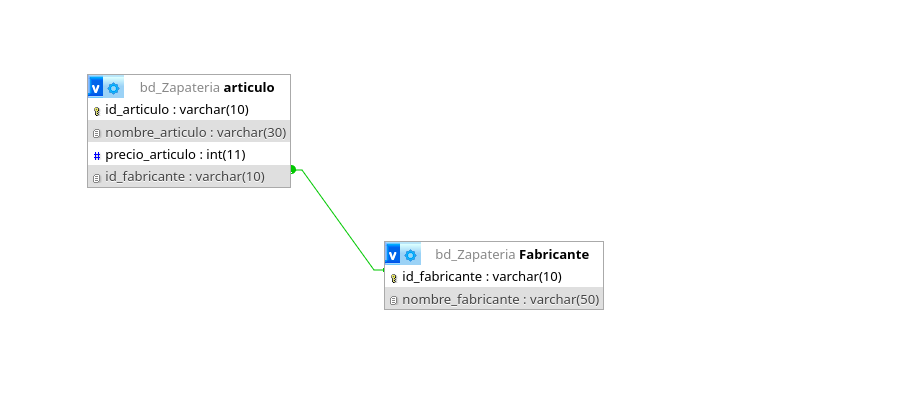 v bd_Zapateria articulo
id_articulo : varchar(10)
nombre_articulo : varchar(30)
# precio_articulo : int(11)
id_fabricante : varchar(10)
v bd_Zapateria Fabricante
id_fabricante : varchar(10)
nombre_fabricante : varchar(50)